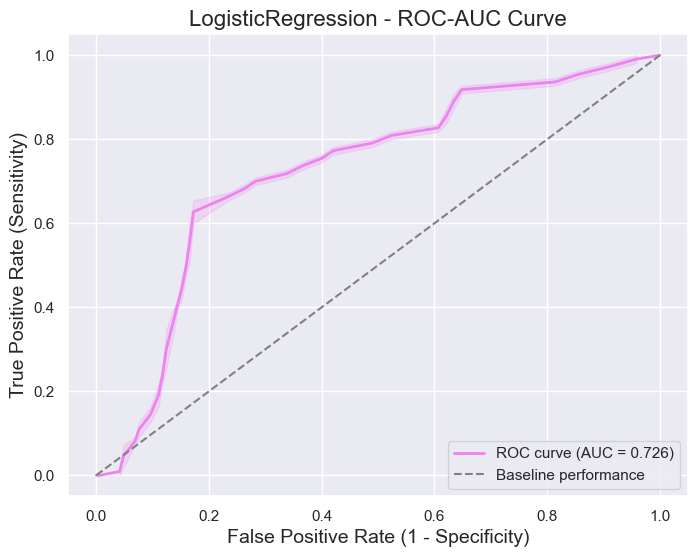 LogisticRegression - ROC-AUC Curve
True Positive Rate (Sensitivity)
1.0
0.8
0.6
0.4
0.2
0.0
0.0 0.2 0.4 0.6 0.8 1.0
False Positive Rate (1 - Specificity)
ROC curve (AUC = 0.726)
Baseline performance